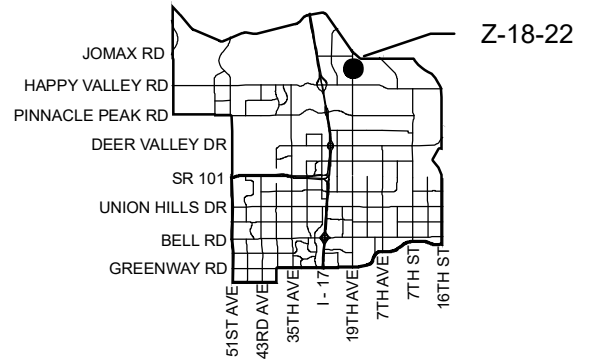 Z-18-22
JOMAX RD
HAPPY VALLEY RD
PINNACLE PEAK RD
DEER VALLEY DR
SR 101
UNION HILLS DR
BELL RD
GREENWAY RD
51ST AVE
43RD AVE
35TH AVE
I - 17
19TH AVE
7TH AVE
7TH ST
16TH ST